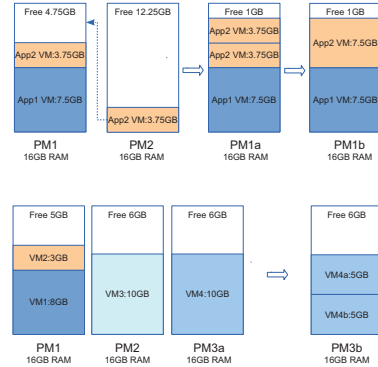 Free 4.75GB
App2 VM:3.75GB
App1 VM:7.5GB
PM1
16GB RAM
Free 12.25GB
App2 VM:3.75GB
PM2
16GB RAM
Free 1GB
App2 VM:3.75GB
App2 VM:3.75GB
App1 VM:7.5GB
PM1a
16GB RAM
Free 1GB
App2 VM:7.5GB
App1 VM:7.5GB
PM1b
16GB RAM
Free 5GB
VM2:3GB
VM1:8GB
PM1
16GB RAM
Free 6GB
VM3:10GB
PM2
16GB RAM
Free 6GB
VM4:10GB
PM3a
16GB RAM
Free 6GB
VM4a:5GB
VM4b:5GB
PM3b
16GB RAM